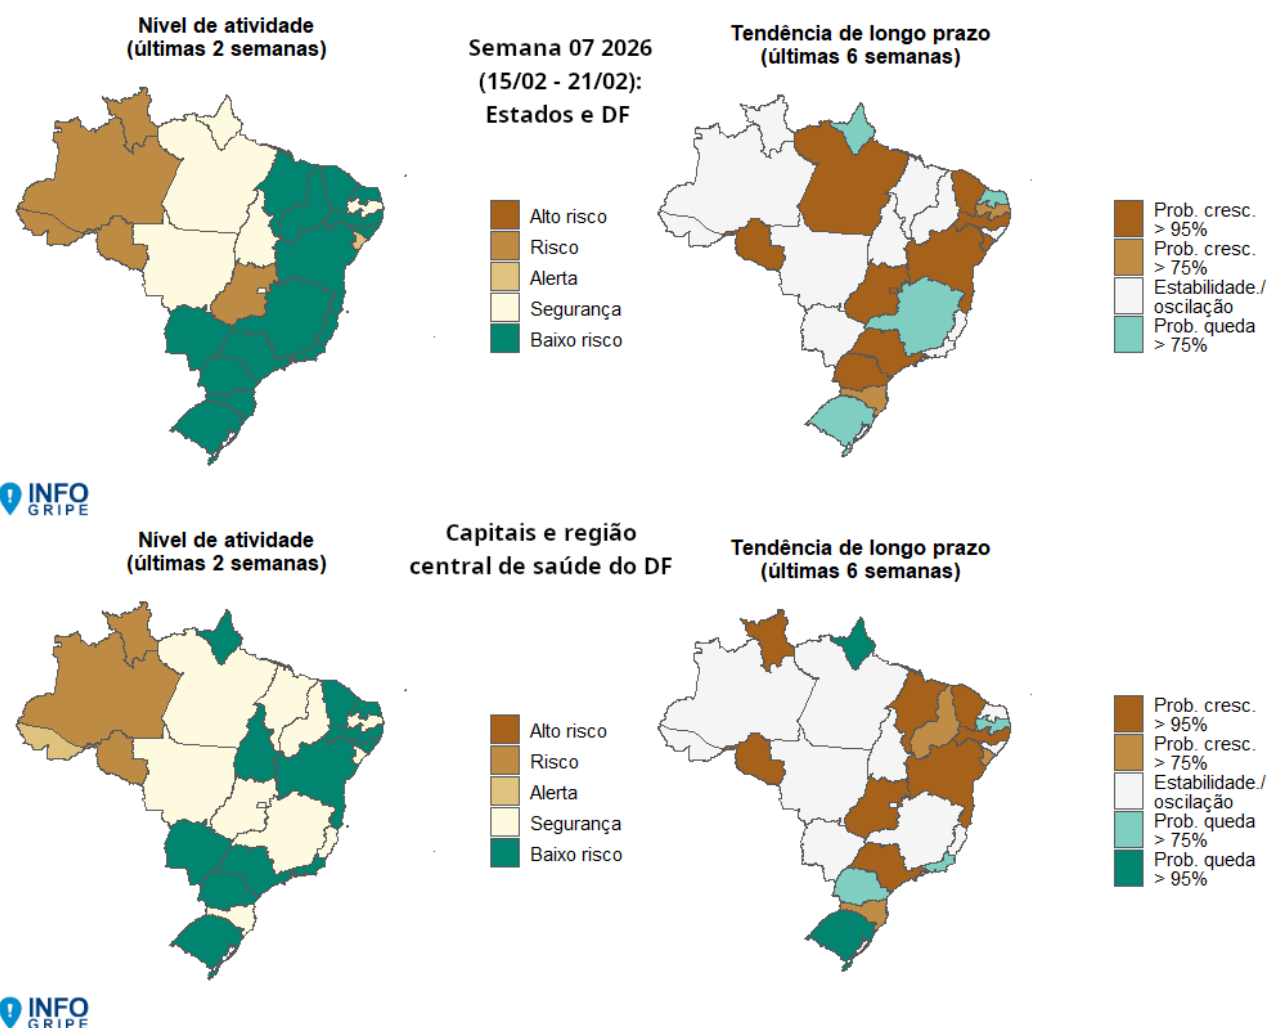 Nível de atividade
(últimas 2 semanas)
Semana 07 2026
(15/02 - 21/02):
Estados e DF
Tendência de longo prazo
(últimas 6 semanas)
Alto risco
Risco
Alerta
Segurança
Baixo risco
Prob. cresc.
> 95%
Prob. cresc.
> 75%
Estabilidade./
oscilação
Prob. queda
> 75%
INFO
GRIPE
Nível de atividade
(últimas 2 semanas)
Capitais e região
central de saúde do DF
Tendência de longo prazo
(últimas 6 semanas)
Alto risco
Risco
Alerta
Segurança
Baixo risco
Prob. cresc.
> 95%
Prob. cresc.
> 75%
Estabilidade./
oscilação
Prob. queda
> 75%
Prob. queda
> 95%
INFO
GRIPE